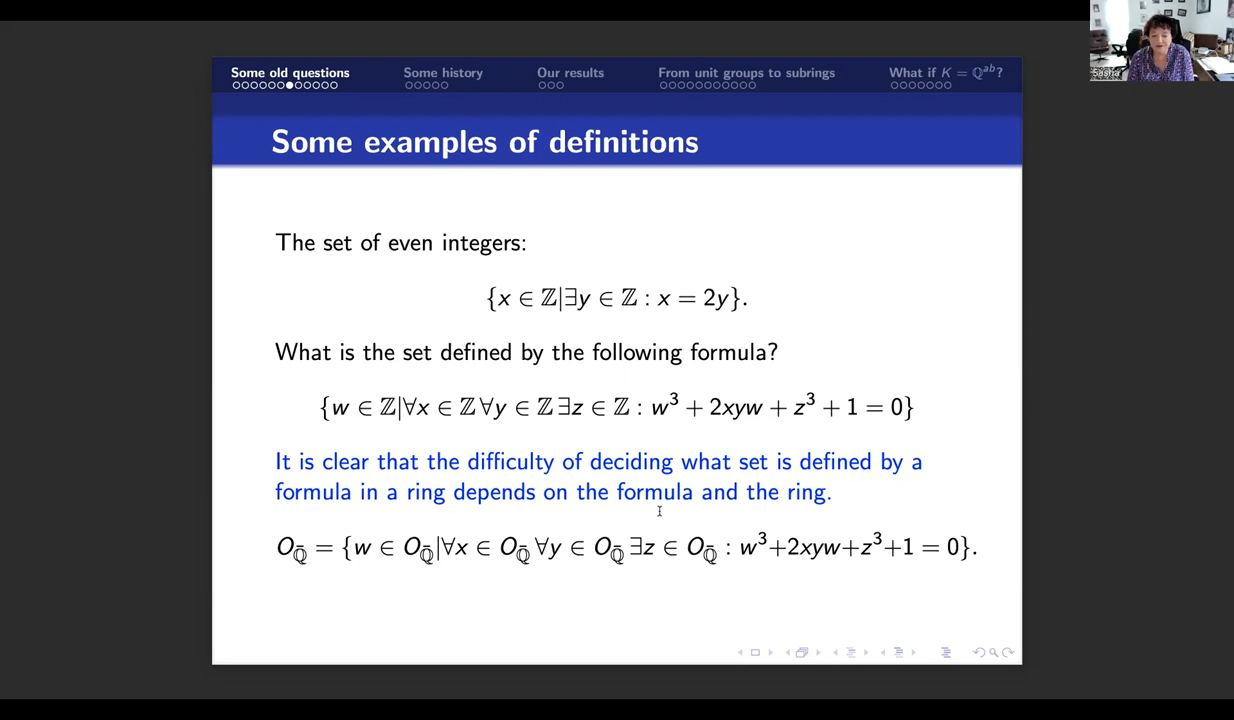 Some old questions
Some history
Our results
From unit groups to subrings
What if K = ℚᵃᵇ?
Some examples of definitions
The set of even integers:
{x ∈ ℤ|∃y ∈ ℤ : x = 2y}.
What is the set defined by the following formula?
{w ∈ ℤ|∀x ∈ ℤ ∀y ∈ ℤ ∃z ∈ ℤ : w³ + 2xyw + z³ + 1 = 0}
It is clear that the difficulty of deciding what set is defined by a
formula in a ring depends on the formula and the ring.
O_ℚ̄ = {w ∈ O_ℚ̄|∀x ∈ O_ℚ̄ ∀y ∈ O_ℚ̄ ∃z ∈ O_ℚ̄ : w³+2xyw+z³+1 = 0}.
Sasha